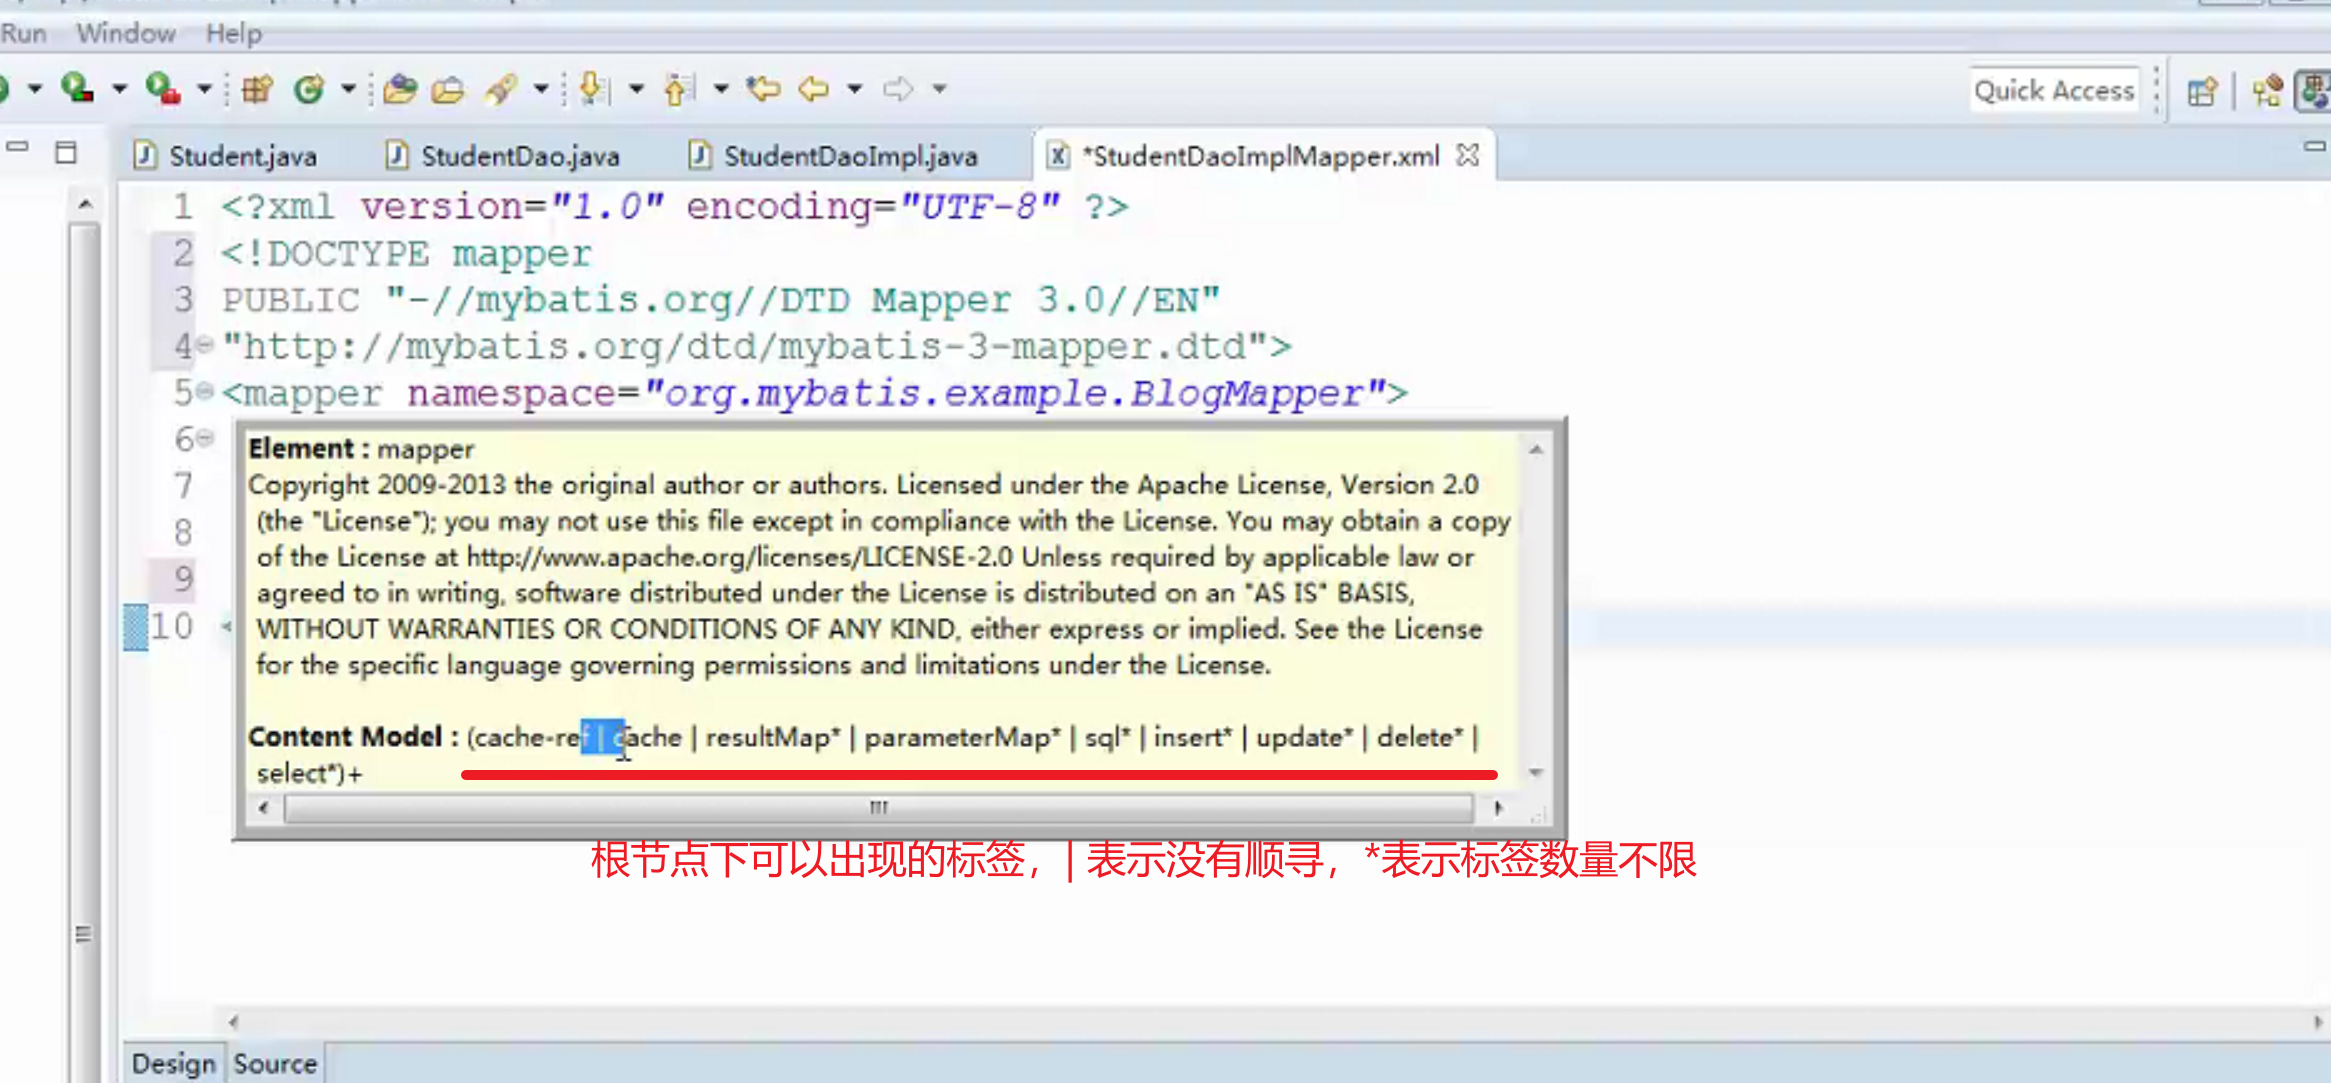 Run Window Help
Quick Access
Student.java StudentDao.java StudentDaoImpl.java *StudentDaoImplMapper.xml
1 <?xml version="1.0" encoding="UTF-8" ?>
2 <!DOCTYPE mapper
3 PUBLIC "-//mybatis.org//DTD Mapper 3.0//EN"
4 "http://mybatis.org/dtd/mybatis-3-mapper.dtd">
5 <mapper namespace="org.mybatis.example.BlogMapper">
6
7
8
9
10 <
Element : mapper
Copyright 2009-2013 the original author or authors. Licensed under the Apache License, Version 2.0
(the "License"); you may not use this file except in compliance with the License. You may obtain a copy
of the License at http://www.apache.org/licenses/LICENSE-2.0 Unless required by applicable law or
agreed to in writing, software distributed under the License is distributed on an "AS IS" BASIS,
WITHOUT WARRANTIES OR CONDITIONS OF ANY KIND, either express or implied. See the License
for the specific language governing permissions and limitations under the License.
Content Model : (cache-ref | cache | resultMap* | parameterMap* | sql* | insert* | update* | delete* |
select*)+
根节点下可以出现的标签，| 表示没有顺寻，*表示标签数量不限
Design Source